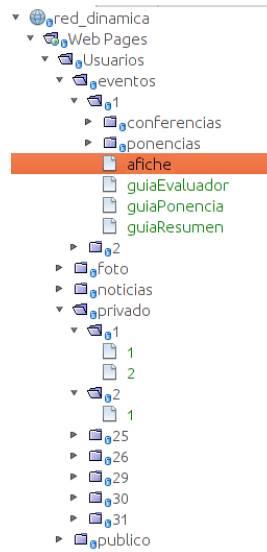 red_dinamica
Web Pages
Usuarios
eventos
1
conferencias
ponencias
afiche
guiaEvaluador
guiaPonencia
guiaResumen
2
foto
noticias
privado
1
1
2
2
1
25
26
29
30
31
publico